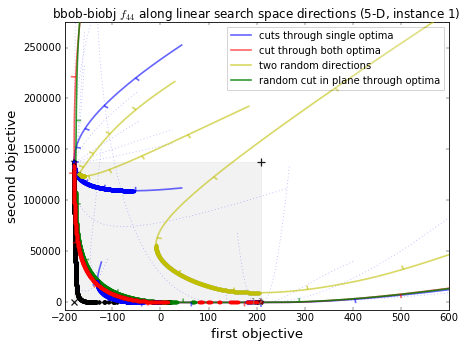 bbob-biobj f₄₄ along linear search space directions (5-D, instance 1)
cuts through single optima
cut through both optima
two random directions
random cut in plane through optima
second objective
250000
200000
150000
100000
50000
0
−200 −100 0 100 200 300 400 500 600
first objective